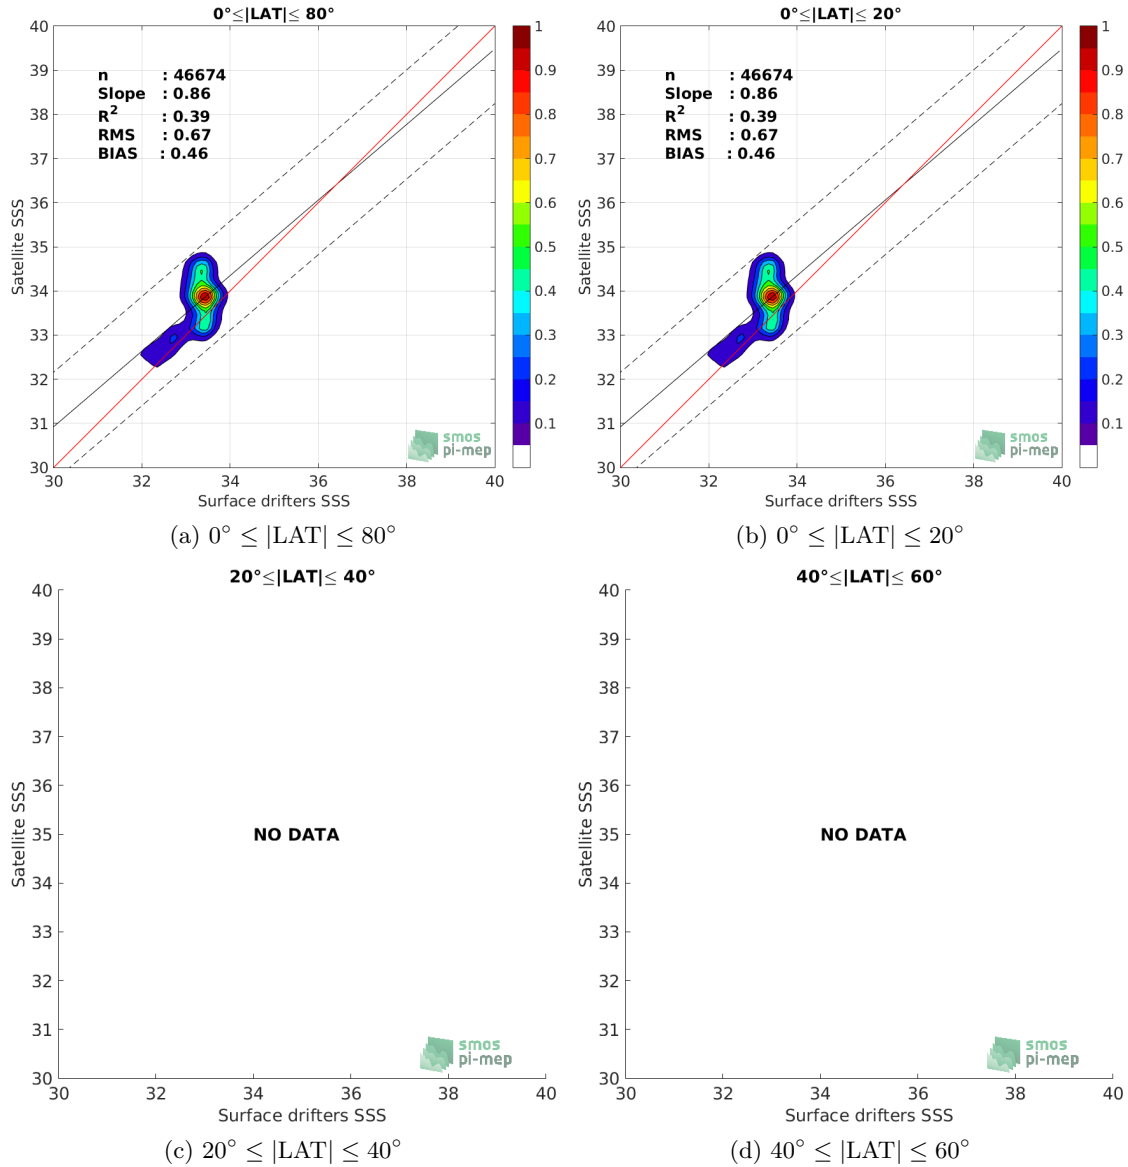 0°≤|LAT|≤ 80°
40
39
38
37
36
35
34
33
32
31
30
Satellite SSS
n : 46674
Slope : 0.86
R² : 0.39
RMS : 0.67
BIAS : 0.46
smos
pi-mep
30 32 34 36 38 40
Surface drifters SSS
1
0.9
0.8
0.7
0.6
0.5
0.4
0.3
0.2
0.1
(a) 0° ≤ |LAT| ≤ 80°
0°≤|LAT|≤ 20°
40
39
38
37
36
35
34
33
32
31
30
Satellite SSS
n : 46674
Slope : 0.86
R² : 0.39
RMS : 0.67
BIAS : 0.46
smos
pi-mep
30 32 34 36 38 40
Surface drifters SSS
1
0.9
0.8
0.7
0.6
0.5
0.4
0.3
0.2
0.1
(b) 0° ≤ |LAT| ≤ 20°
20°≤|LAT|≤ 40°
40
39
38
37
36
35
34
33
32
31
30
Satellite SSS
NO DATA
smos
pi-mep
30 32 34 36 38 40
Surface drifters SSS
(c) 20° ≤ |LAT| ≤ 40°
40°≤|LAT|≤ 60°
40
39
38
37
36
35
34
33
32
31
30
Satellite SSS
NO DATA
smos
pi-mep
30 32 34 36 38 40
Surface drifters SSS
(d) 40° ≤ |LAT| ≤ 60°